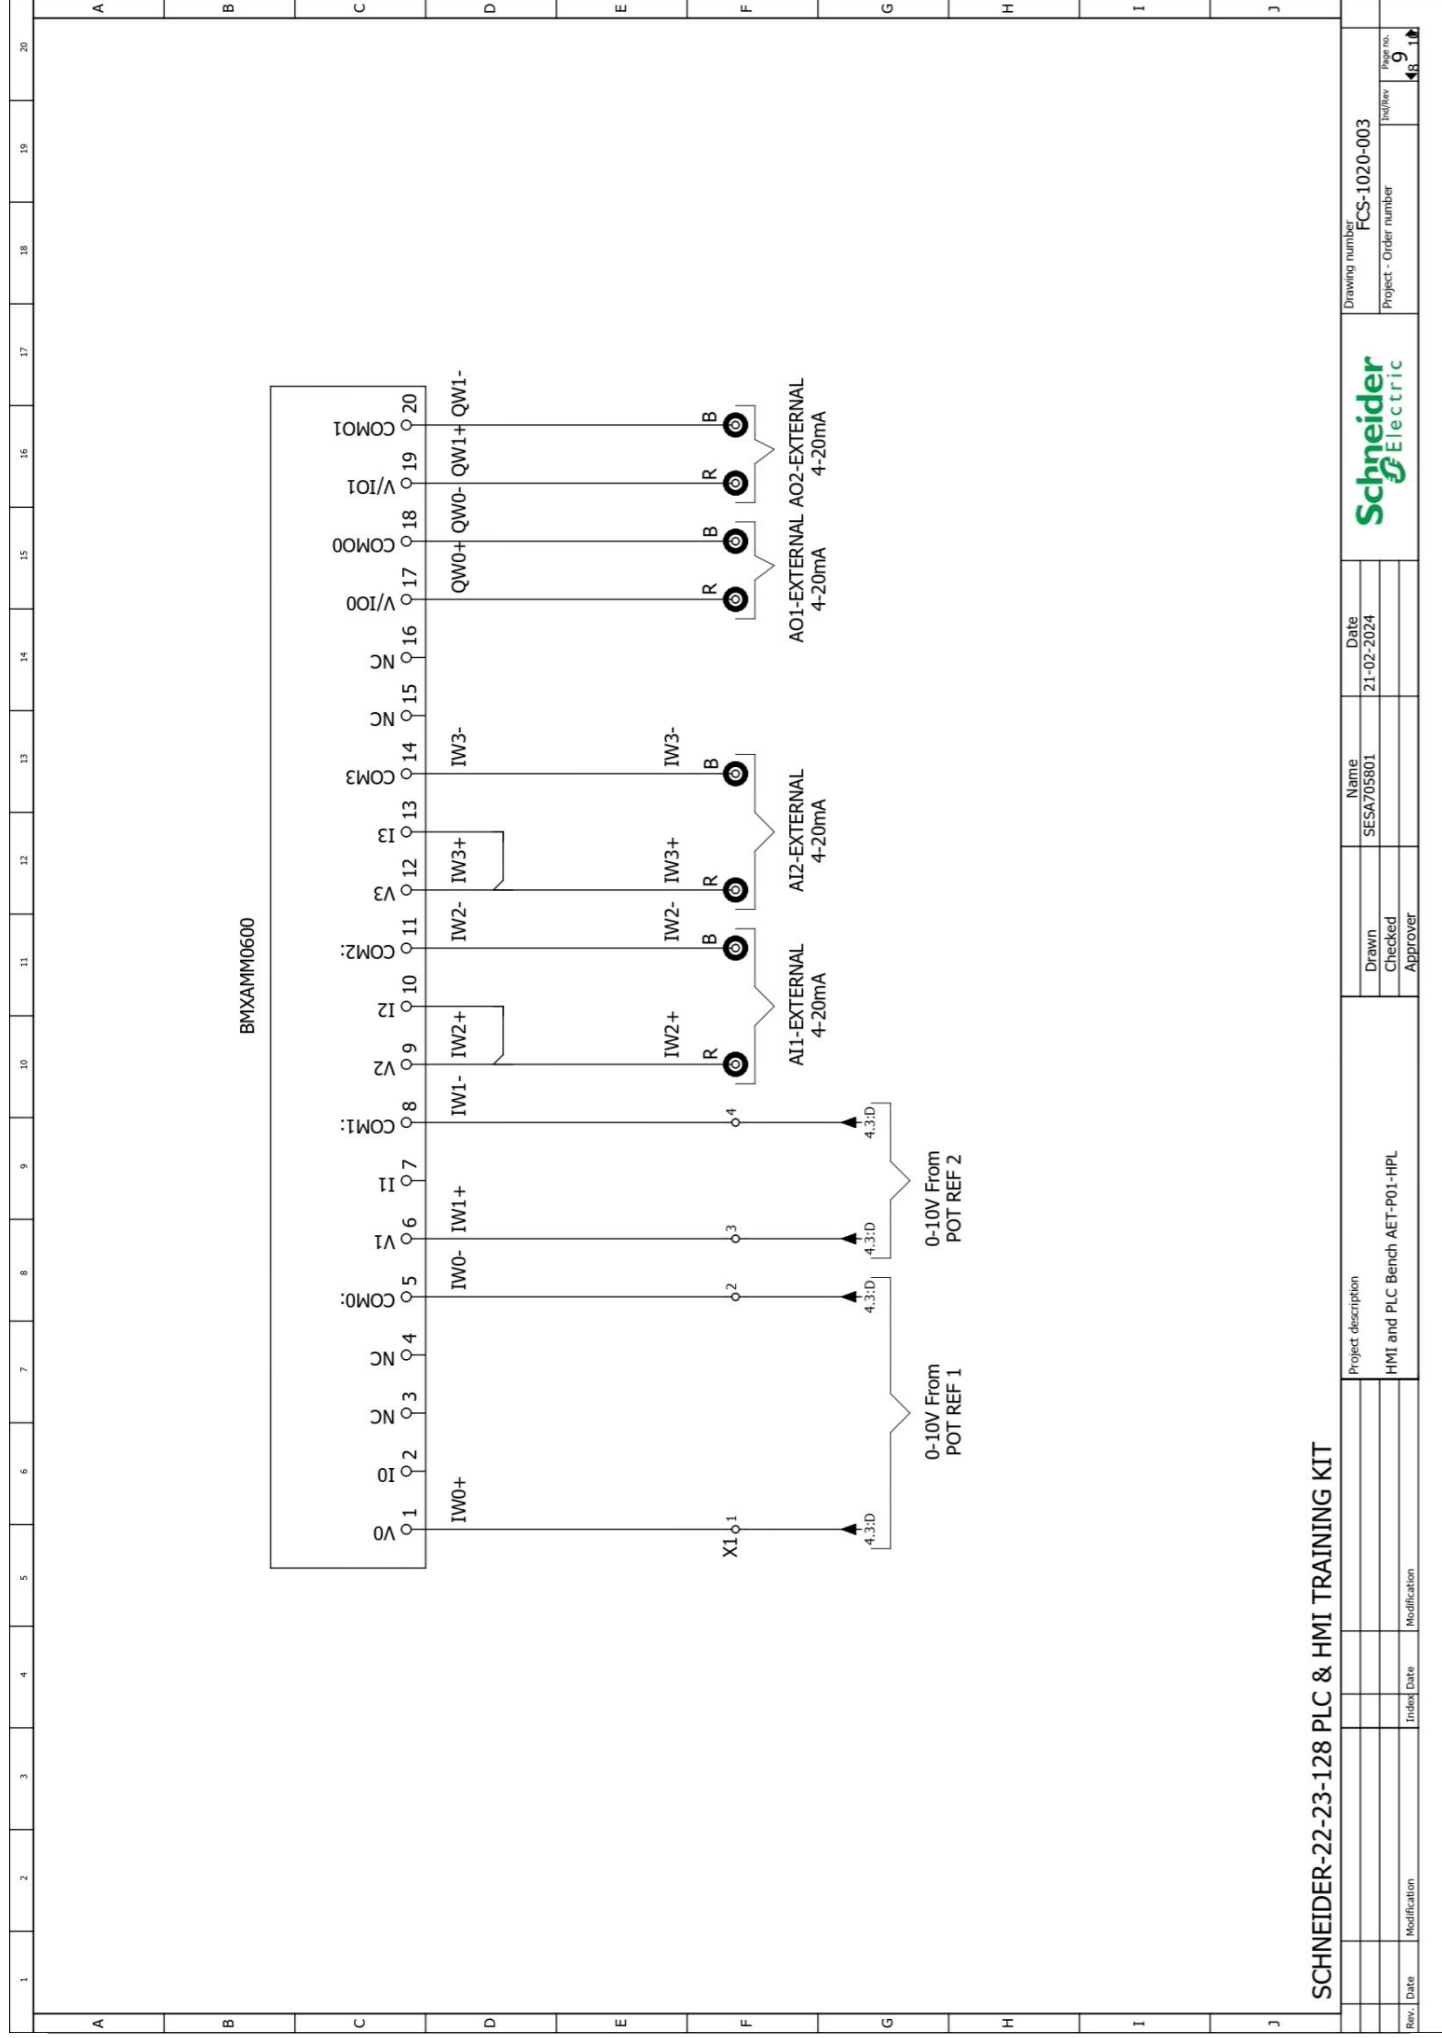 1 2 3 4 5 6 7 8 9 10 11 12 13 14 15 16 17 18 19 20
A A
B B
C C
D D
E E
F F
G G
H H
I I
J J
BMXAMM0600
V0 I0 NC NC COM0: V1 I1 COM1: V2 I2 COM2: V3 I3 COM3 NC NC V/IO0 COMO0 V/IO1 COMO1
1 2 3 4 5 6 7 8 9 10 11 12 13 14 15 16 17 18 19 20
IW0+ IW0- IW1+ IW1- IW2+ IW2- IW3+ IW3- QW0+ QW0- QW1+ QW1-
IW2+ IW2- IW3+ IW3-
X1 1 2 3 4 R B R B R B R B
AI1-EXTERNAL
4-20mA
AI2-EXTERNAL
4-20mA
AO1-EXTERNAL
4-20mA
AO2-EXTERNAL
4-20mA
4.3:D 4.3:D 4.3:D 4.3:D
0-10V From
POT REF 1
0-10V From
POT REF 2
SCHNEIDER-22-23-128 PLC & HMI TRAINING KIT
Rev. Date Modification Index Date Modification
Project description
HMI and PLC Bench AET-P01-HPL
Name Date
Drawn SESA705801 21-02-2024
Checked
Approver
Schneider
Electric
Drawing number
FCS-1020-003
Project - Order number
Ind/Rev
Page no.
9
8 10